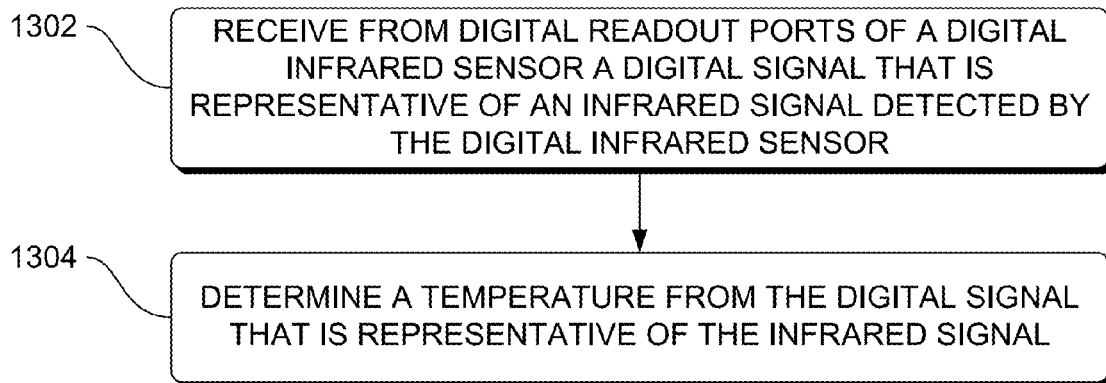 1302
RECEIVE FROM DIGITAL READOUT PORTS OF A DIGITAL
INFRARED SENSOR A DIGITAL SIGNAL THAT IS
REPRESENTATIVE OF AN INFRARED SIGNAL DETECTED BY
THE DIGITAL INFRARED SENSOR
1304
DETERMINE A TEMPERATURE FROM THE DIGITAL SIGNAL
THAT IS REPRESENTATIVE OF THE INFRARED SIGNAL